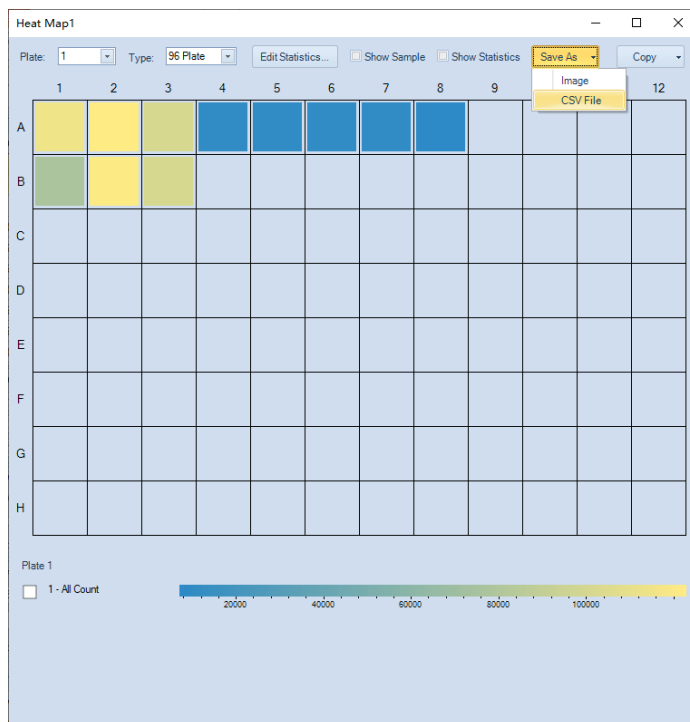 Heat Map1
Plate: 1 Type: 96 Plate Edit Statistics... Show Sample Show Statistics Save As Copy
Image
CSV File
1 2 3 4 5 6 7 8 9 12
A
B
C
D
E
F
G
H
Plate 1
1 - All Count
20000 40000 60000 80000 100000